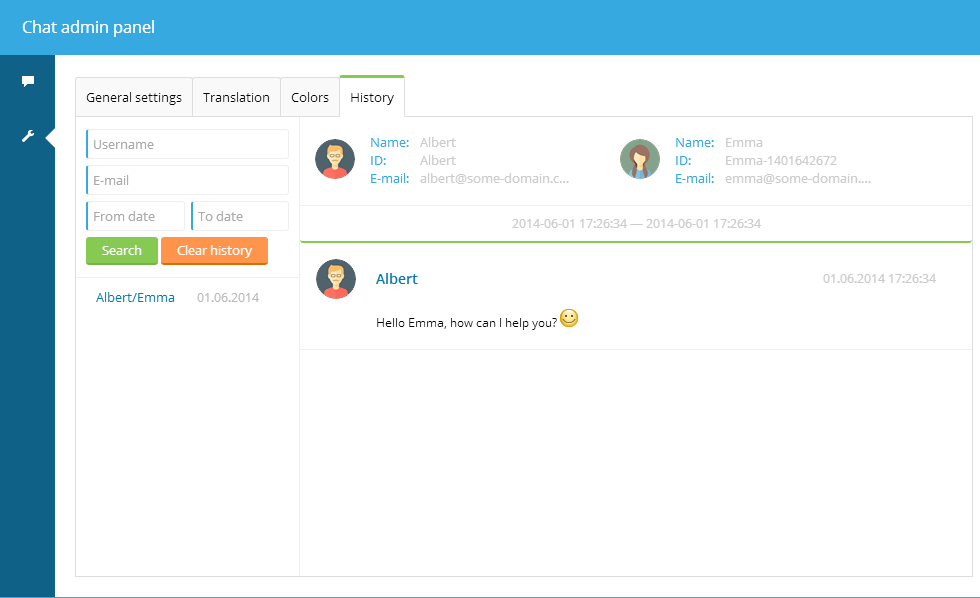 Chat admin panel
General settings Translation Colors History
Username
E-mail
From date To date
Search Clear history
Albert/Emma 01.06.2014
Name: Albert
ID: Albert
E-mail: albert@some-domain.c...
Name: Emma
ID: Emma-1401642672
E-mail: emma@some-domain....
2014-06-01 17:26:34 — 2014-06-01 17:26:34
Albert 01.06.2014 17:26:34
Hello Emma, how can I help you?